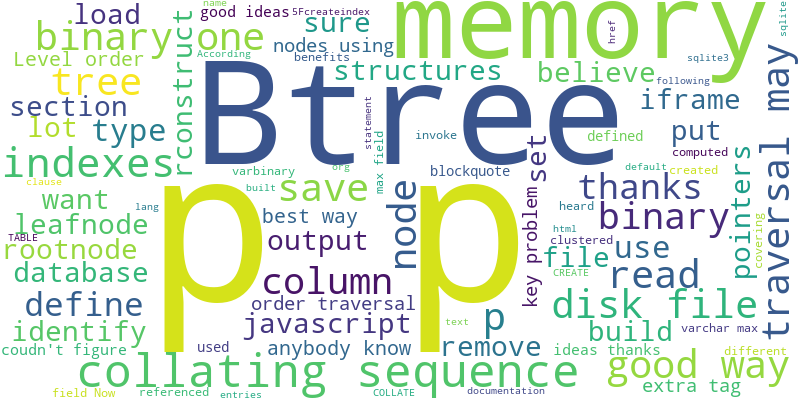 load
good ideas
5Fcreateindex
name
sure
memory
href
sqlite
binary
one
According
nodes using
benefits
Level order
structures
believe
sqlite3
following
tree
rconstruct
Btree
iframe
section
lot
type
statement
invoke
defined
put
computed
traversal may
indexes
varbinary
org
max field
blockquote
set
default
created
want
built
save
node
key problem
thanks
pointers
clause
lang
leafnode
best way
p p
heard
binary
covering
TABLE
rootnode
output
html
clustered
use
database
column
file
CREATE
read
define
order traversal
p
disk file
identify
javascript
text
build
varchar max
coudn't figure
used
anybody know
remove
ideas thanks
different
collating sequence
good way
field Now
referenced
entries
COLLATE
documentation
extra tag